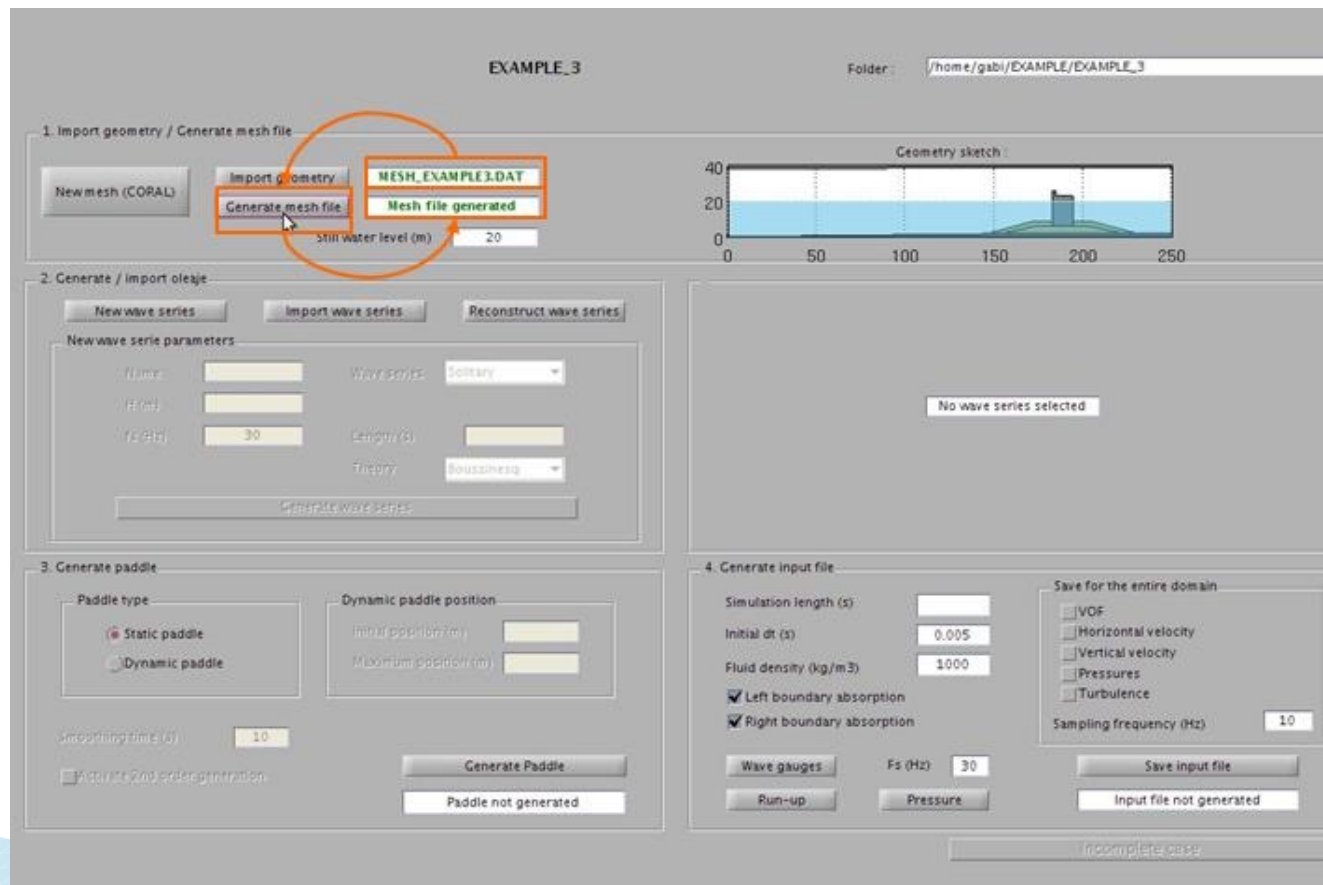 EXAMPLE_3
Folder : /home/gabi/EXAMPLE/EXAMPLE_3
1. Import geometry / Generate mesh file
New mesh (CORAL)
Import geometry
MESH_EXAMPLE3.DAT
Generate mesh file
Mesh file generated
Still water level (m) 20
Geometry sketch :
40
20
0
0 50 100 150 200 250
2. Generate / import oleaje
New wave series Import wave series Reconstruct wave series
New wave serie parameters
Name Wave series Solitary
H (m)
fs (Hz) 30 Length (s)
Theory Boussinesq
Generate wave series
No wave series selected
3. Generate paddle
Paddle type
Static paddle
Dynamic paddle
Dynamic paddle position
Initial position (m)
Maximum position (m)
Smoothing time (s) 10
Activate 2nd order generation
Generate Paddle
Paddle not generated
4. Generate input file
Simulation length (s)
Initial dt (s) 0.005
Fluid density (kg/m3) 1000
Left boundary absorption
Right boundary absorption
Save for the entire domain
VOF
Horizontal velocity
Vertical velocity
Pressures
Turbulence
Sampling frequency (Hz) 10
Wave gauges Fs (Hz) 30
Run-up Pressure
Save input file
Input file not generated
Incomplete case